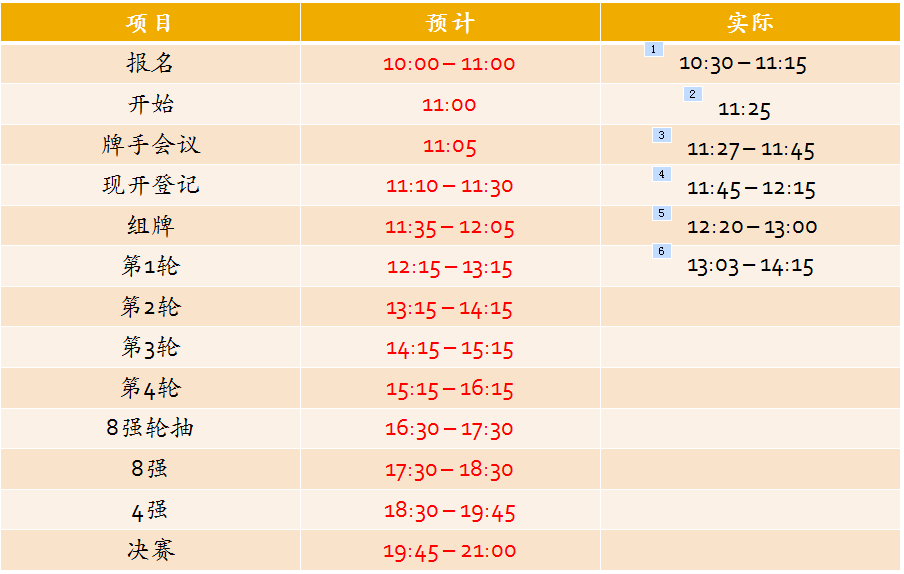 项目 预计 实际
报名 10:00 – 11:00 1 10:30 – 11:15
开始 11:00 2 11:25
牌手会议 11:05 3 11:27 – 11:45
现开登记 11:10 – 11:30 4 11:45 – 12:15
组牌 11:35 – 12:05 5 12:20 – 13:00
第1轮 12:15 – 13:15 6 13:03 – 14:15
第2轮 13:15 – 14:15
第3轮 14:15 – 15:15
第4轮 15:15 – 16:15
8强轮抽 16:30 – 17:30
8强 17:30 – 18:30
4强 18:30 – 19:45
决赛 19:45 – 21:00